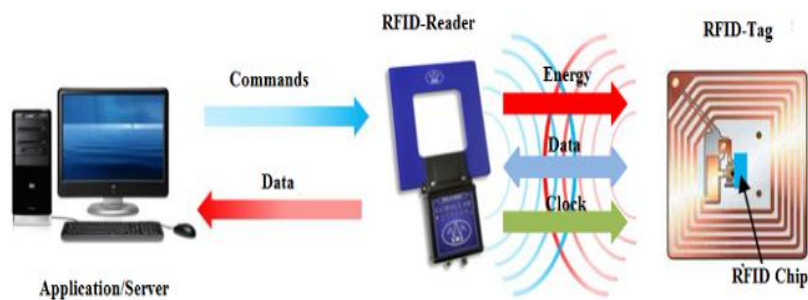 RFID-Reader
RFID-Tag
Commands
Energy
Data
Data
Clock
RFID Chip
Application/Server